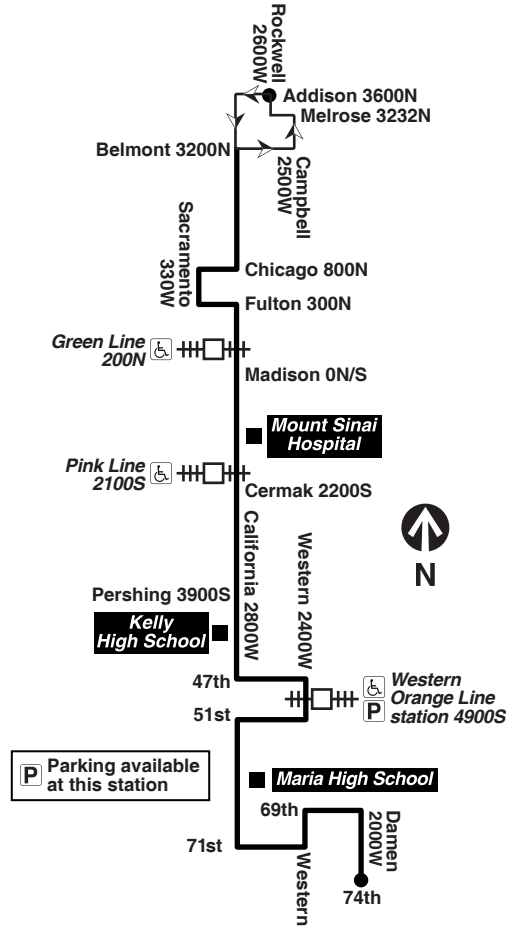 Rockwell
2600W
Addison 3600N
Melrose 3232N
Belmont 3200N
Campbell
2500W
Sacramento
330W
Chicago 800N
Fulton 300N
Green Line
200N
Madison 0N/S
Mount Sinai
Hospital
Pink Line
2100S
Cermak 2200S
California 2800W
Western 2400W
N
Pershing 3900S
Kelly
High School
47th
Western
Orange Line
P station 4900S
51st
P Parking available
at this station
Maria High School
69th
Damen
2000W
71st
Western
74th